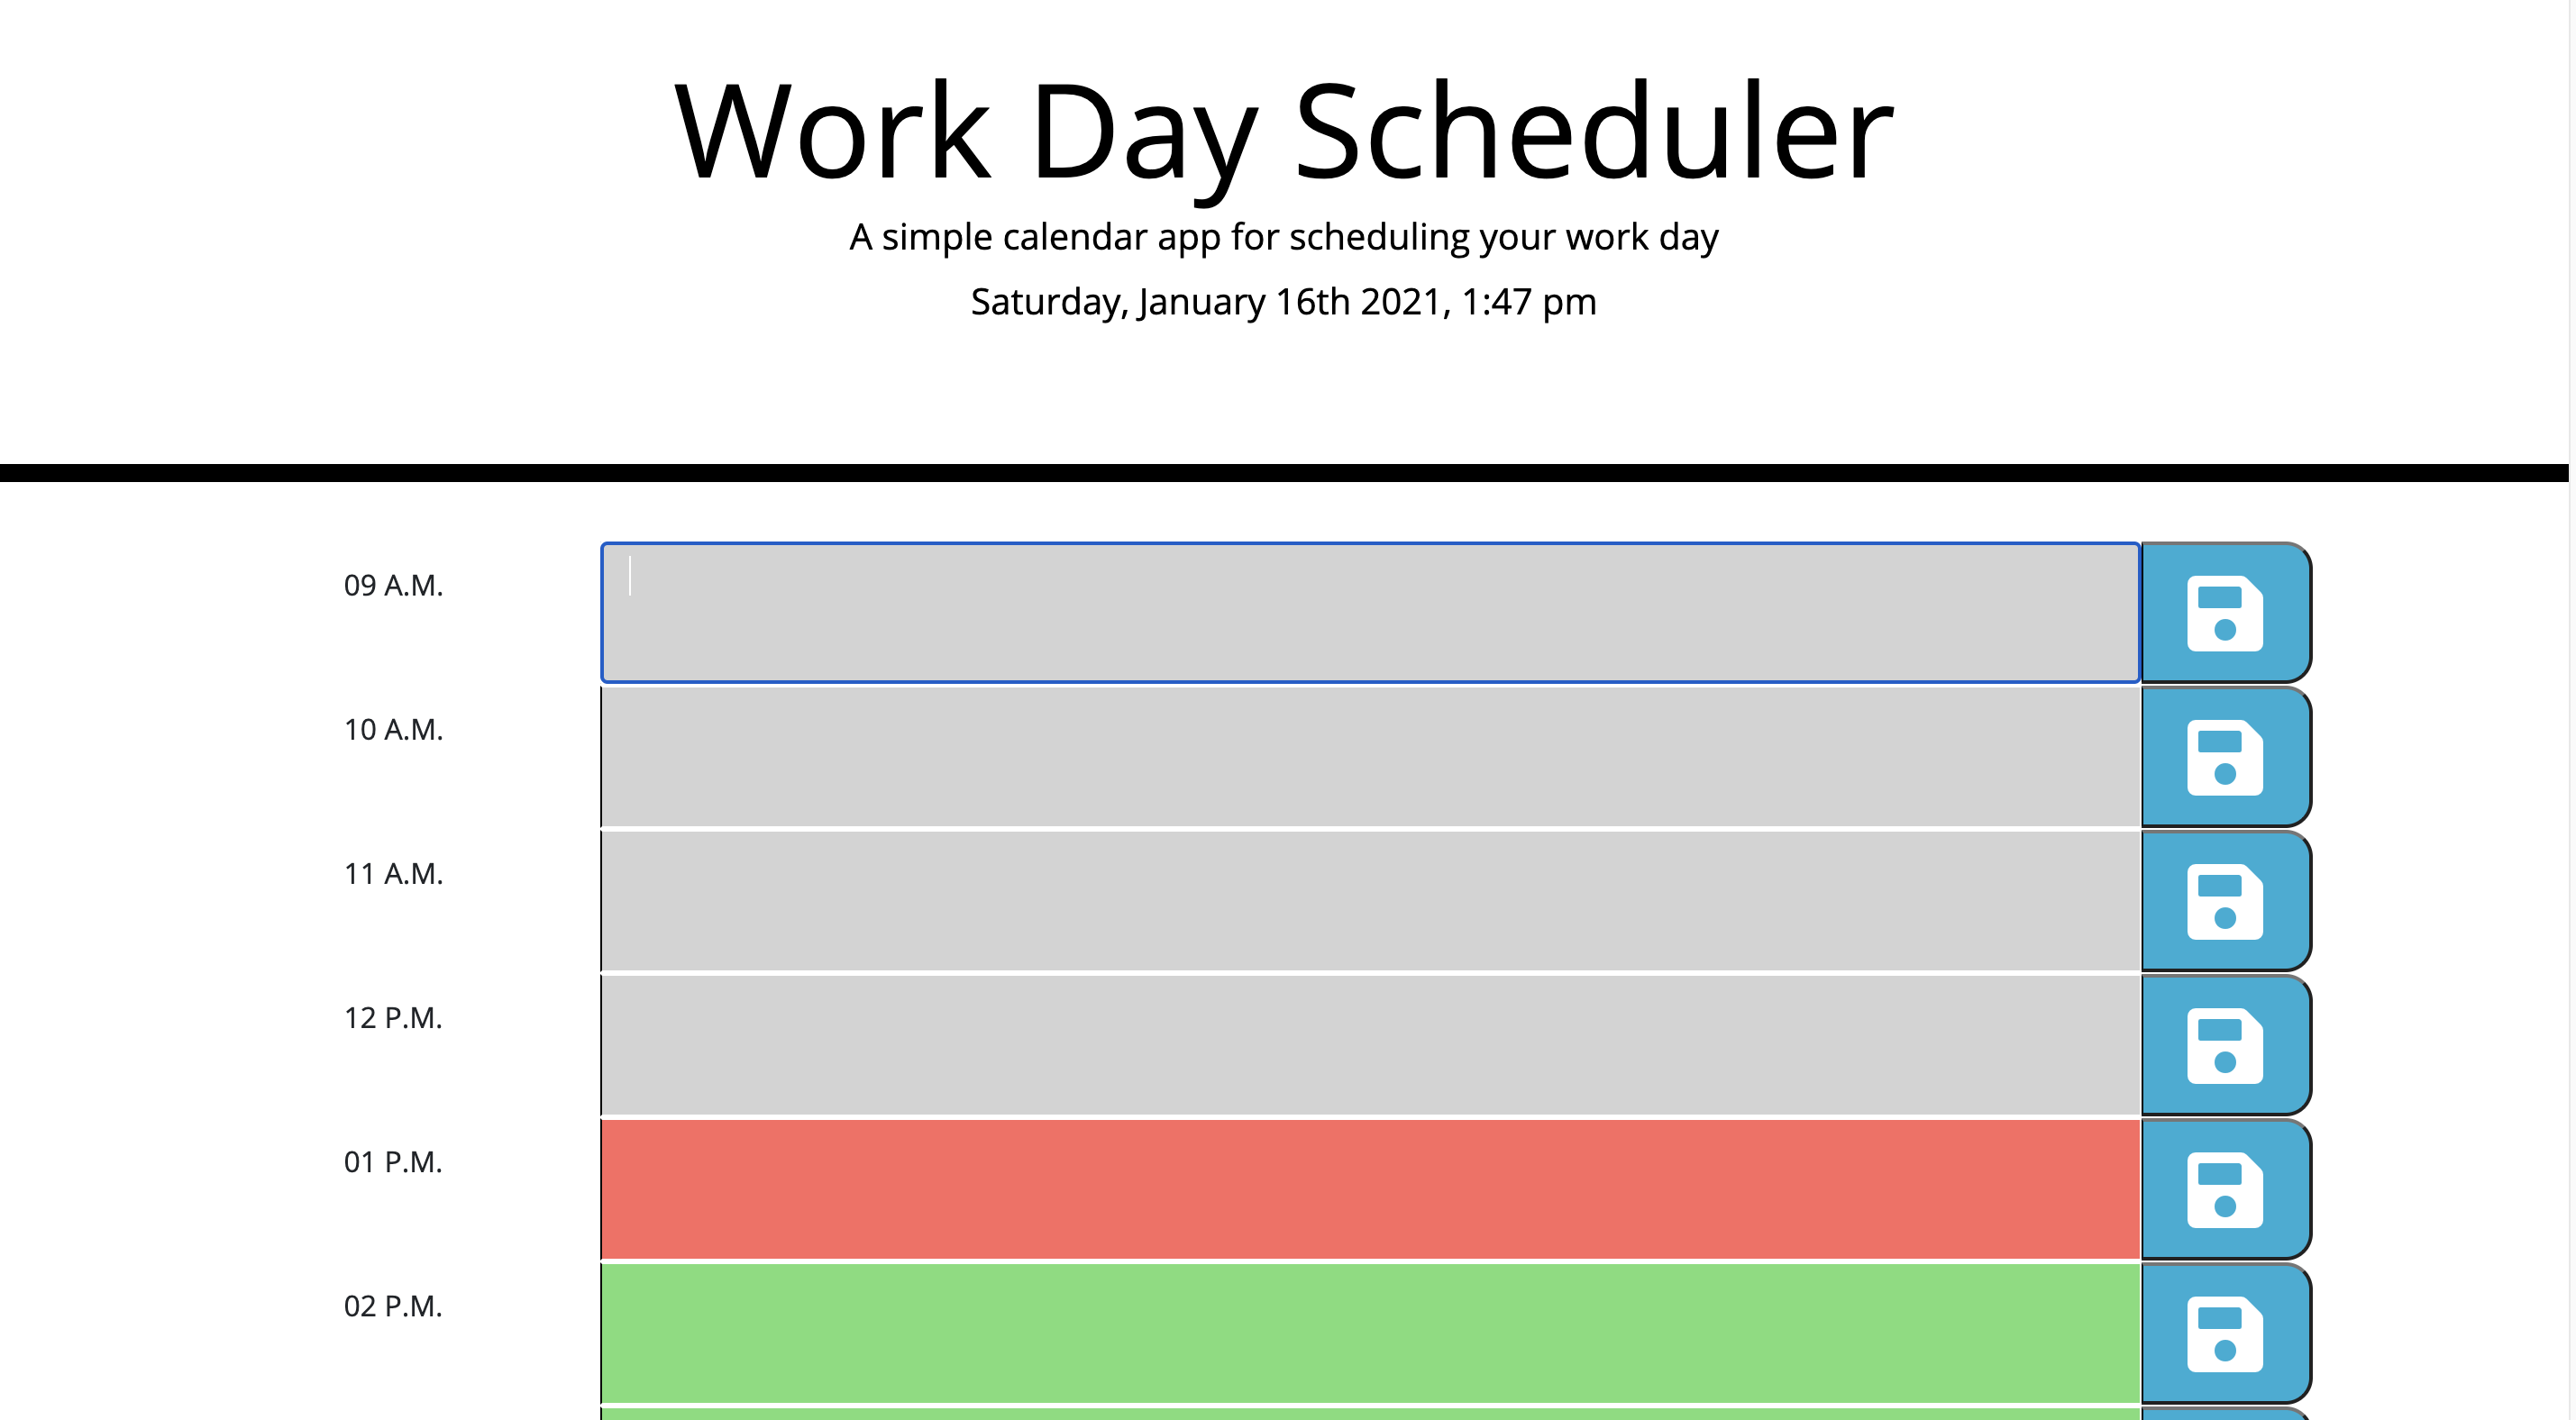 Work Day Scheduler
A simple calendar app for scheduling your work day
Saturday, January 16th 2021, 1:47 pm
09 A.M.
10 A.M.
11 A.M.
12 P.M.
01 P.M.
02 P.M.